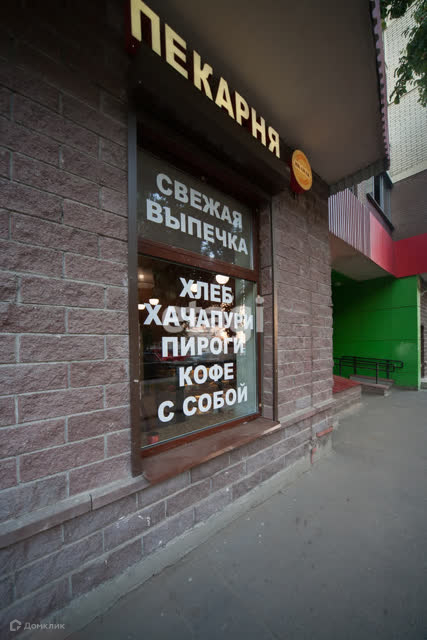 ПЕКАРНЯ
СВЕЖАЯ
ВЫПЕЧКА
ХЛЕБ
ХАЧАПУРИ
ПИРОГИ
КОФЕ
С СОБОЙ
Домклик